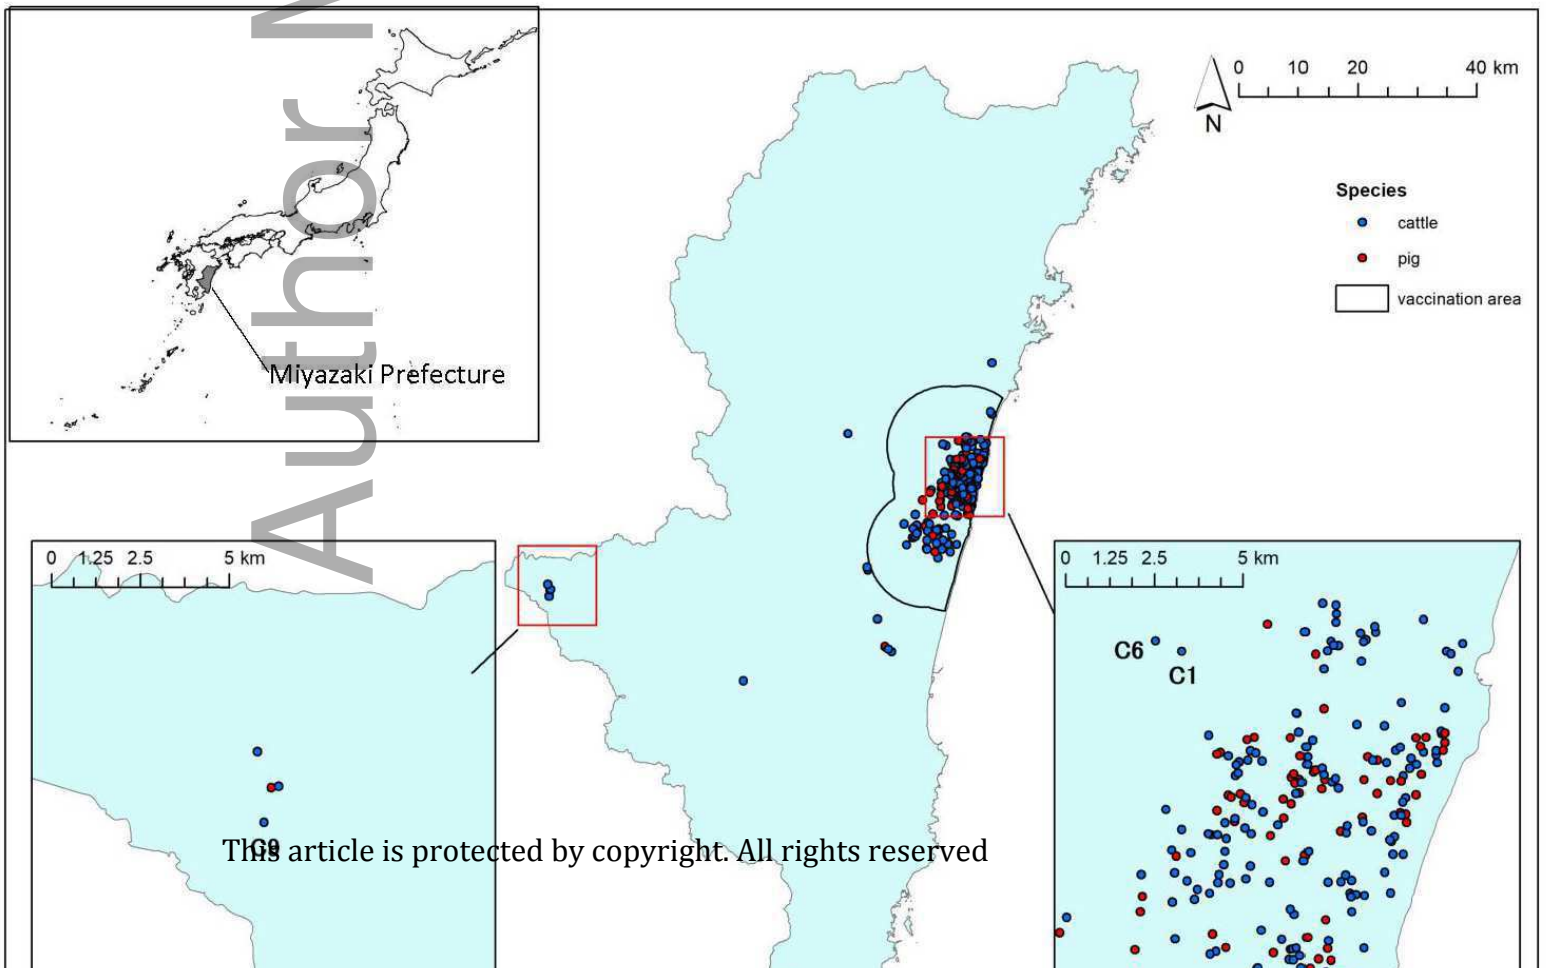 Author M
0 10 20 40 km
N
Species
cattle
pig
vaccination area
Miyazaki Prefecture
0 1.25 2.5 5 km
0 1.25 2.5 5 km
C6
C1
C9
This article is protected by copyright. All rights reserved